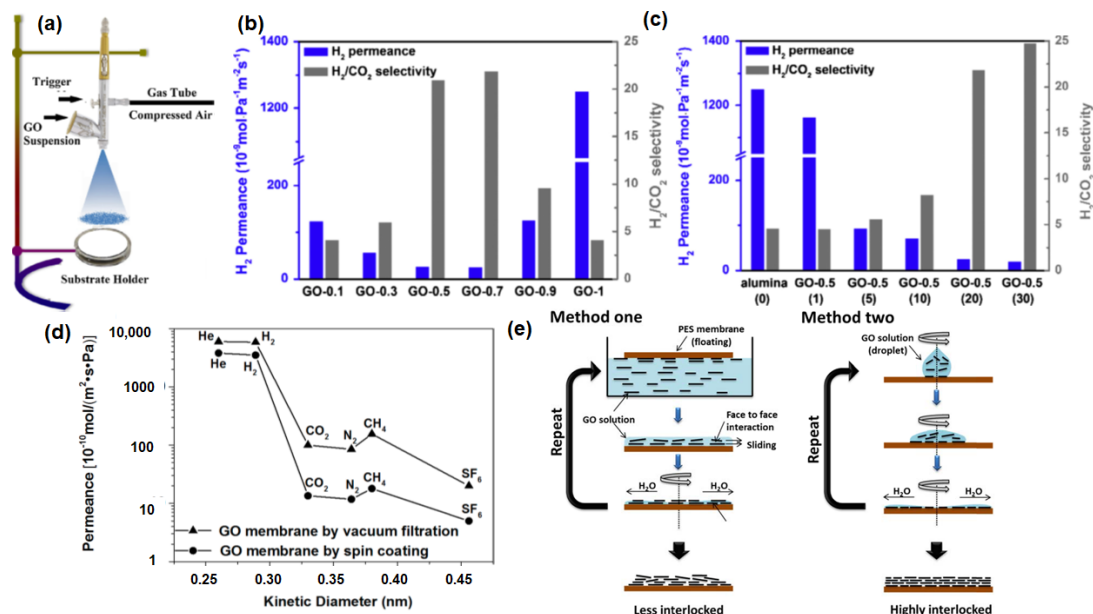 (a)
Trigger
GO
Suspension
Gas Tube
Compressed Air
Substrate Holder
(b)
H2 permeance
H2/CO2 selectivity
H2 Permeance (10-9mol·Pa-1m-2s-1)
1400
1200
200
0
25
20
15
10
5
0
H2/CO2 selectivity
GO-0.1 GO-0.3 GO-0.5 GO-0.7 GO-0.9 GO-1
(c)
H2 permeance
H2/CO2 selectivity
H2 Permeance (10-9mol·Pa-1m-2s-1)
1400
1200
200
0
25
20
15
10
5
0
H2/CO2 selectivity
alumina GO-0.5 GO-0.5 GO-0.5 GO-0.5 GO-0.5
(0) (1) (5) (10) (20) (30)
(d)
Permeance [10-10mol/(m2•s•Pa)]
10,000
1000
100
10
1
He H2
He H2
CO2 N2 CH4
SF6
CO2 N2 CH4
SF6
GO membrane by vacuum filtration
GO membrane by spin coating
0.25 0.30 0.35 0.40 0.45
Kinetic Diameter (nm)
(e)
Method one
PES membrane
(floating)
GO solution
Face to face
interaction
Sliding
Repeat
H2O H2O
Less interlocked
Method two
GO solution
(droplet)
Repeat
H2O H2O
Highly interlocked